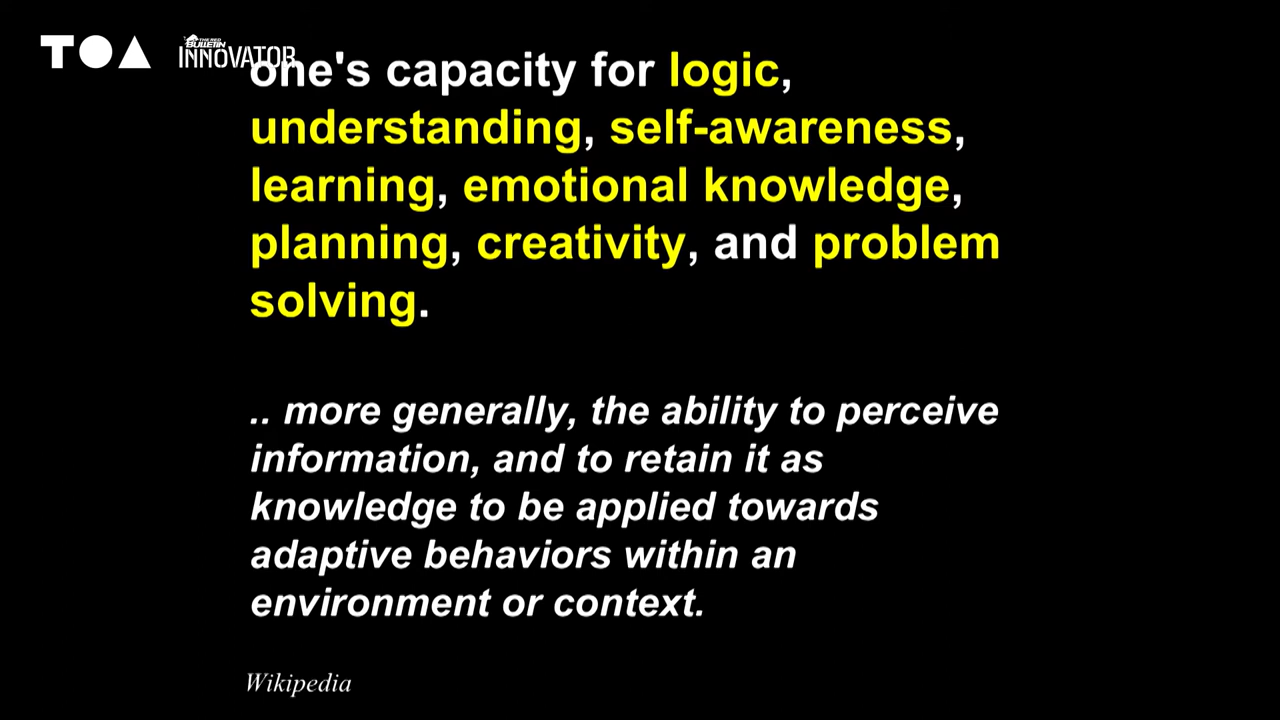 TOA
THE RED
BULLETIN
INNOVATOR
one's capacity for logic,
understanding, self-awareness,
learning, emotional knowledge,
planning, creativity, and problem
solving.
.. more generally, the ability to perceive
information, and to retain it as
knowledge to be applied towards
adaptive behaviors within an
environment or context.
Wikipedia